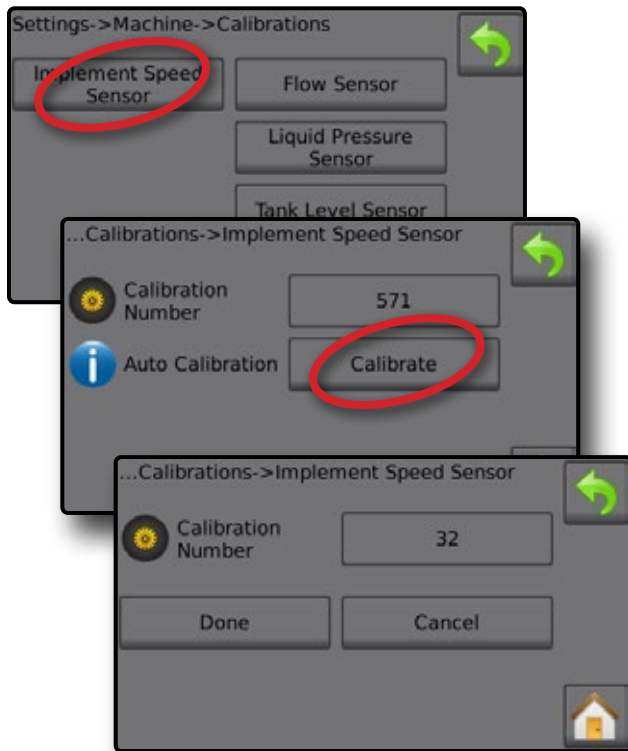 Settings->Machine->Calibrations
Implement Speed
Sensor
Flow Sensor
Liquid Pressure
Sensor
Tank Level Sensor
...Calibrations->Implement Speed Sensor
Calibration
Number
571
Auto Calibration
Calibrate
...Calibrations->Implement Speed Sensor
Calibration
Number
32
Done
Cancel